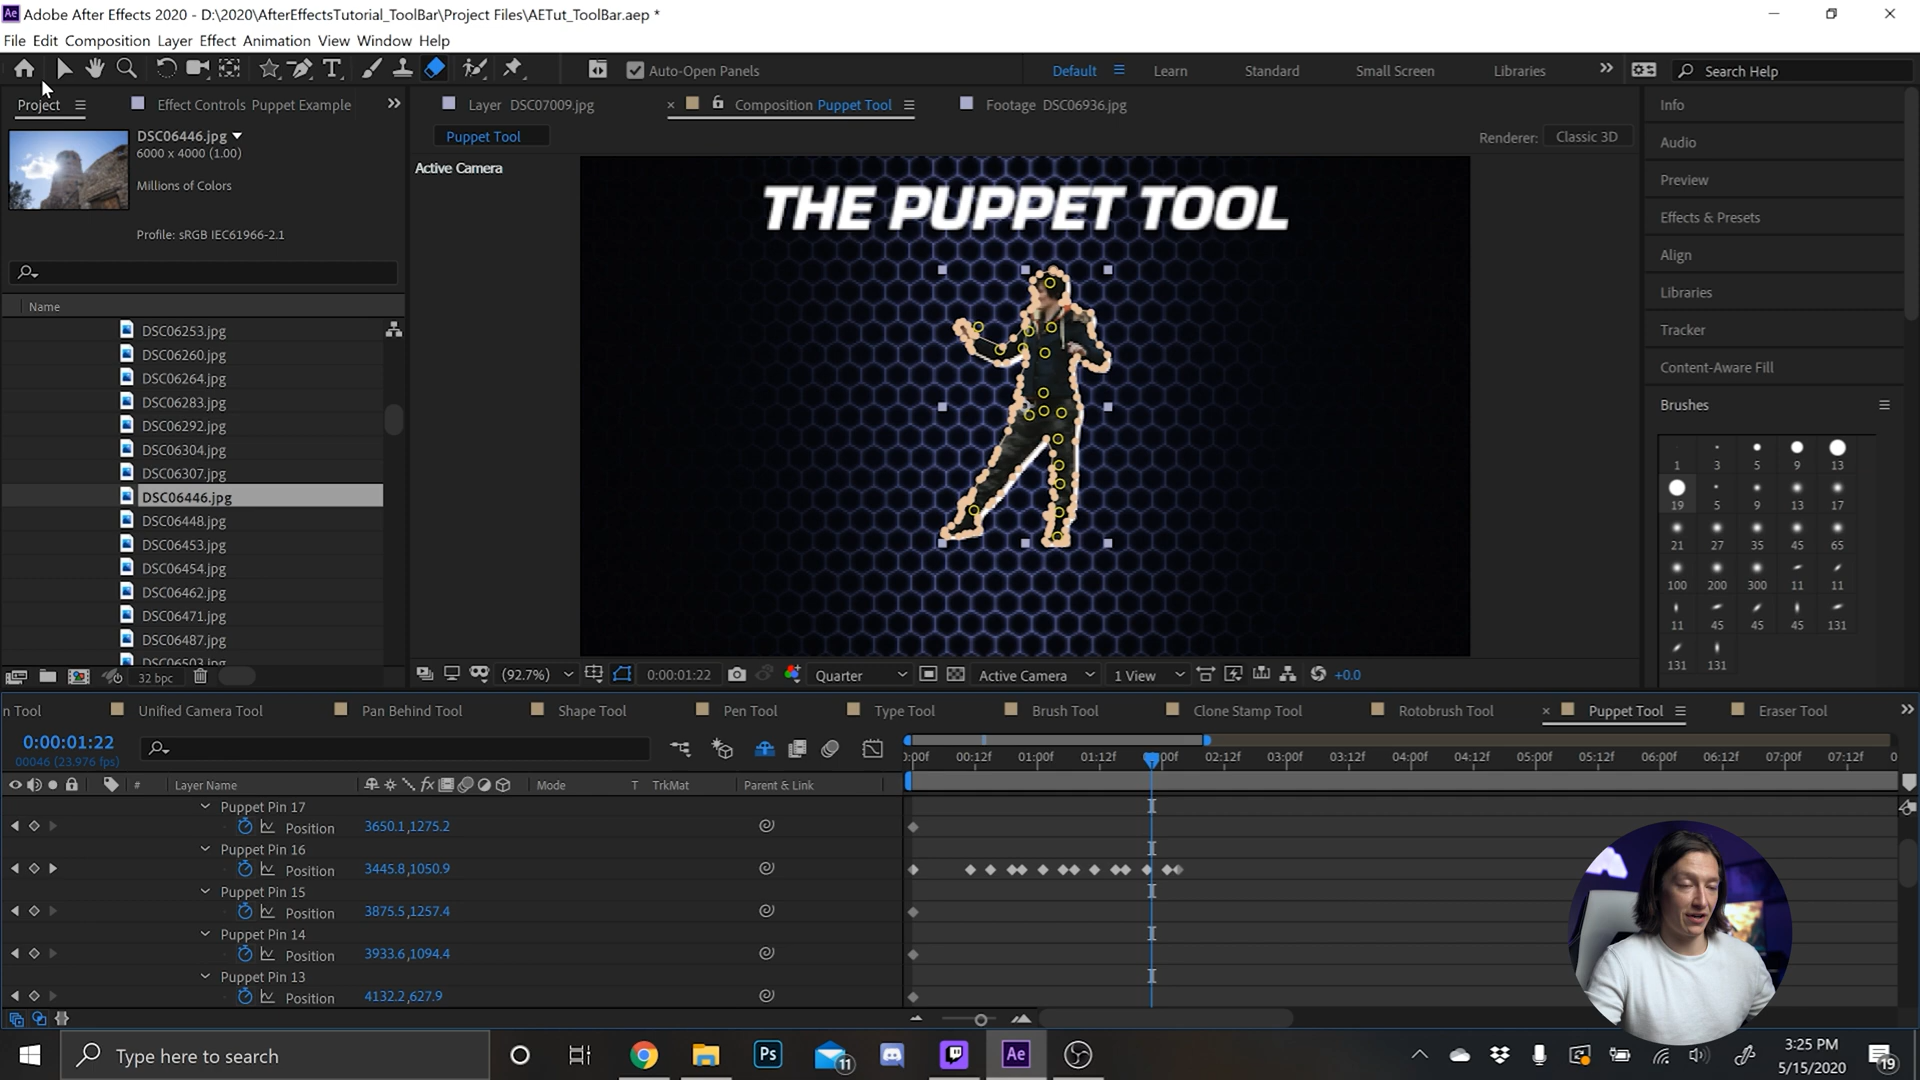 Ae Adobe After Effects 2020 - D:\2020\AfterEffectsTutorial_ToolBar\Project Files\AETut_ToolBar.aep *
File Edit Composition Layer Effect Animation View Window Help
Auto-Open Panels
Default
Learn
Standard
Small Screen
Libraries
Search Help
Project
Effect Controls Puppet Example
Layer DSC07009.jpg
Composition Puppet Tool
Footage DSC06936.jpg
Info
DSC06446.jpg
6000 x 4000 (1.00)
Millions of Colors
Profile: sRGB IEC61966-2.1
Puppet Tool
Renderer: Classic 3D
Active Camera
THE PUPPET TOOL
Audio
Preview
Effects & Presets
Align
Libraries
Tracker
Content-Aware Fill
Brushes
1 3 5 9 13
19 5 9 13 17
21 27 35 45 65
100 200 300 11 11
11 45 45 45 131
131 131
Name
DSC06253.jpg
DSC06260.jpg
DSC06264.jpg
DSC06283.jpg
DSC06292.jpg
DSC06304.jpg
DSC06307.jpg
DSC06446.jpg
DSC06448.jpg
DSC06453.jpg
DSC06454.jpg
DSC06462.jpg
DSC06471.jpg
DSC06487.jpg
DSC06503.jpg
32 bpc
(92.7%) 0:00:01:22 Quarter Active Camera 1 View +0.0
n Tool Unified Camera Tool Pan Behind Tool Shape Tool Pen Tool Type Tool Brush Tool Clone Stamp Tool Rotobrush Tool Puppet Tool Eraser Tool
0:00:01:22
00046 (23.976 fps)
):00f 00:12f 01:00f 01:12f 00f 02:12f 03:00f 03:12f 04:00f 04:12f 05:00f 05:12f 06:00f 06:12f 07:00f 07:12f 0
# Layer Name fx Mode T TrkMat Parent & Link
Puppet Pin 17
Position 3650.1,1275.2
Puppet Pin 16
Position 3445.8,1050.9
Puppet Pin 15
Position 3875.5,1257.4
Puppet Pin 14
Position 3933.6,1094.4
Puppet Pin 13
Position 4132.2,627.9
Type here to search
Ps
11
Ae
3:25 PM
5/15/2020
19